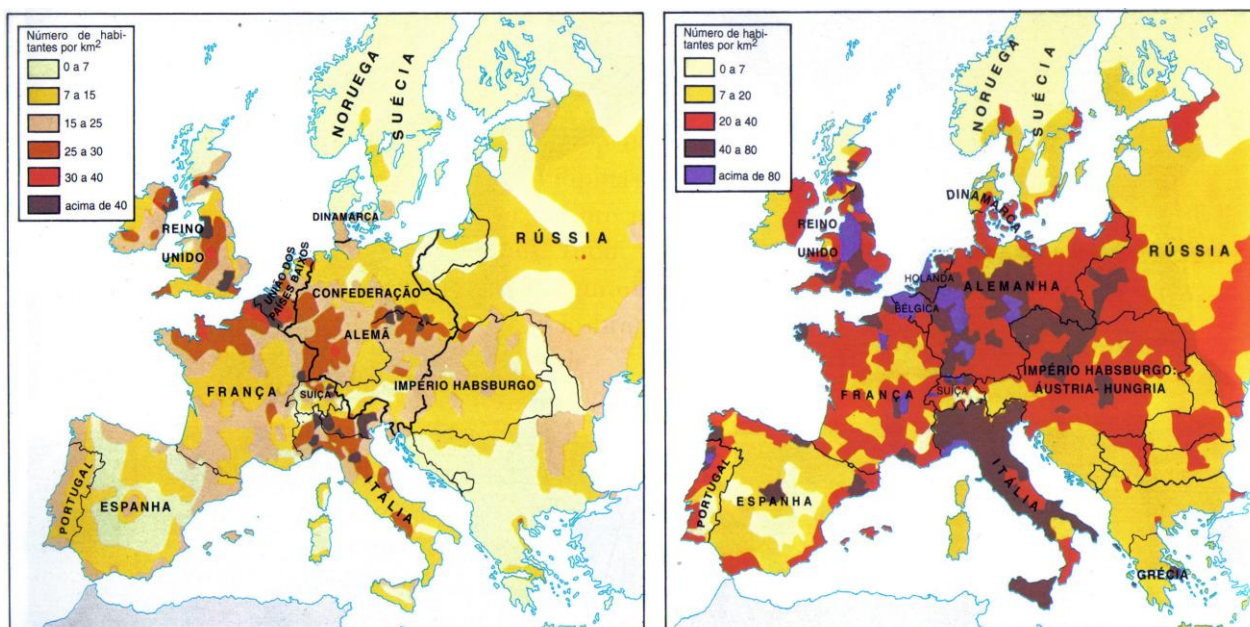 Número de habi-
tantes por km2
0 a 7
7 a 15
15 a 25
25 a 30
30 a 40
acima de 40
NORUEGA
SUÉCIA
DINAMARCA
REINO
UNIDO
UNIÃO DOS
PAÍSES BAIXOS
CONFEDERAÇÃO
ALEMÃ
RÚSSIA
FRANÇA
SUÍÇA
IMPÉRIO HABSBURGO
PORTUGAL
ESPANHA
ITÁLIA
Número de habi-
tantes por km2
0 a 7
7 a 20
20 a 40
40 a 80
acima de 80
NORUEGA
SUÉCIA
DINAMARCA
REINO
UNIDO
HOLANDA
BÉLGICA
ALEMANHA
RÚSSIA
FRANÇA
SUIÇA
IMPÉRIO HABSBURGO:
ÁUSTRIA-HUNGRIA
PORTUGAL
ESPANHA
ITÁLIA
GRÉCIA